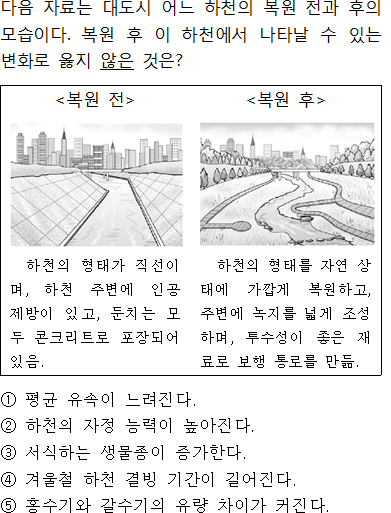 다음 자료는 대도시 어느 하천의 복원 전과 후의
모습이다. 복원 후 이 하천에서 나타날 수 있는
변화로 옳지 않은 것은?
<복원 전>
하천의 형태가 직선이
며, 하천 주변에 인공
제방이 있고, 둔치는 모
두 콘크리트로 포장되어
있음.
<복원 후>
하천의 형태를 자연 상
태에 가깝게 복원하고,
주변에 녹지를 넓게 조성
하며, 투수성이 좋은 재
료로 보행 통로를 만듦.
① 평균 유속이 느려진다.
② 하천의 자정 능력이 높아진다.
③ 서식하는 생물종이 증가한다.
④ 겨울철 하천 결빙 기간이 길어진다.
⑤ 홍수기와 갈수기의 유량 차이가 커진다.